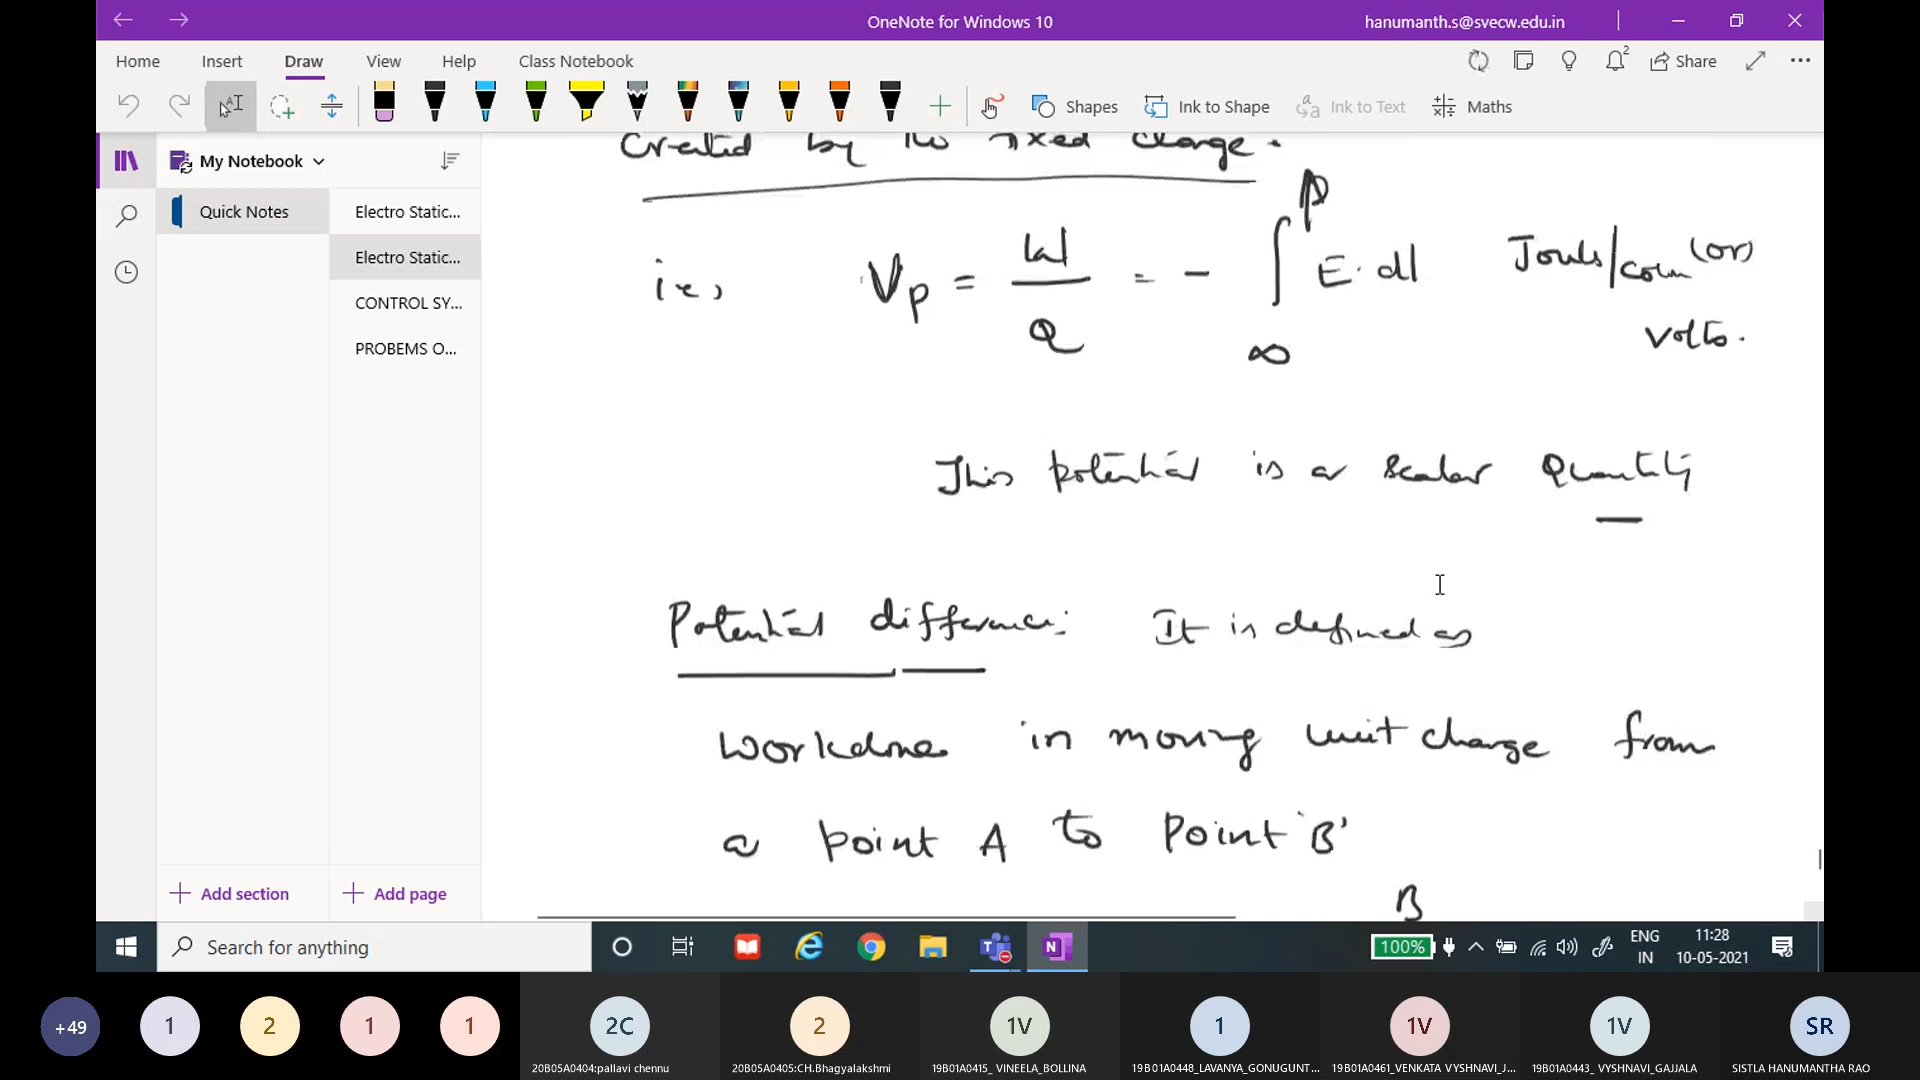 OneNote for Windows 10
hanumanth.s@svecw.edu.in
Home Insert Draw View Help Class Notebook
2 Share
Shapes Ink to Shape Ink to Text Maths
My Notebook
Quick Notes
Electro Static...
Electro Static...
CONTROL SY...
PROBEMS O...
Created by the fixed charge.
i.e., Vp = W/Q = - ∫∞^P E·dl Jouls/coum (or)
volts.
This potential is a scalar Quantity
Potential difference: It is defined as
workdone in moving unit charge from
a point A to point 'B'
B
Add section Add page
Search for anything
100%
ENG
IN
11:28
10-05-2021
+49 1 2 1 1 2C 2 1V 1 1V 1V SR
20B05A0404:pallavi chennu
20B05A0405:CH.Bhagyalakshmi
19B01A0415_ VINEELA_BOLLINA
19B01A0448_LAVANYA_GONUGUNT...
19B01A0461_VENKATA VYSHNAVI_J...
19B01A0443_ VYSHNAVI_GAJJALA
SISTLA HANUMANTHA RAO